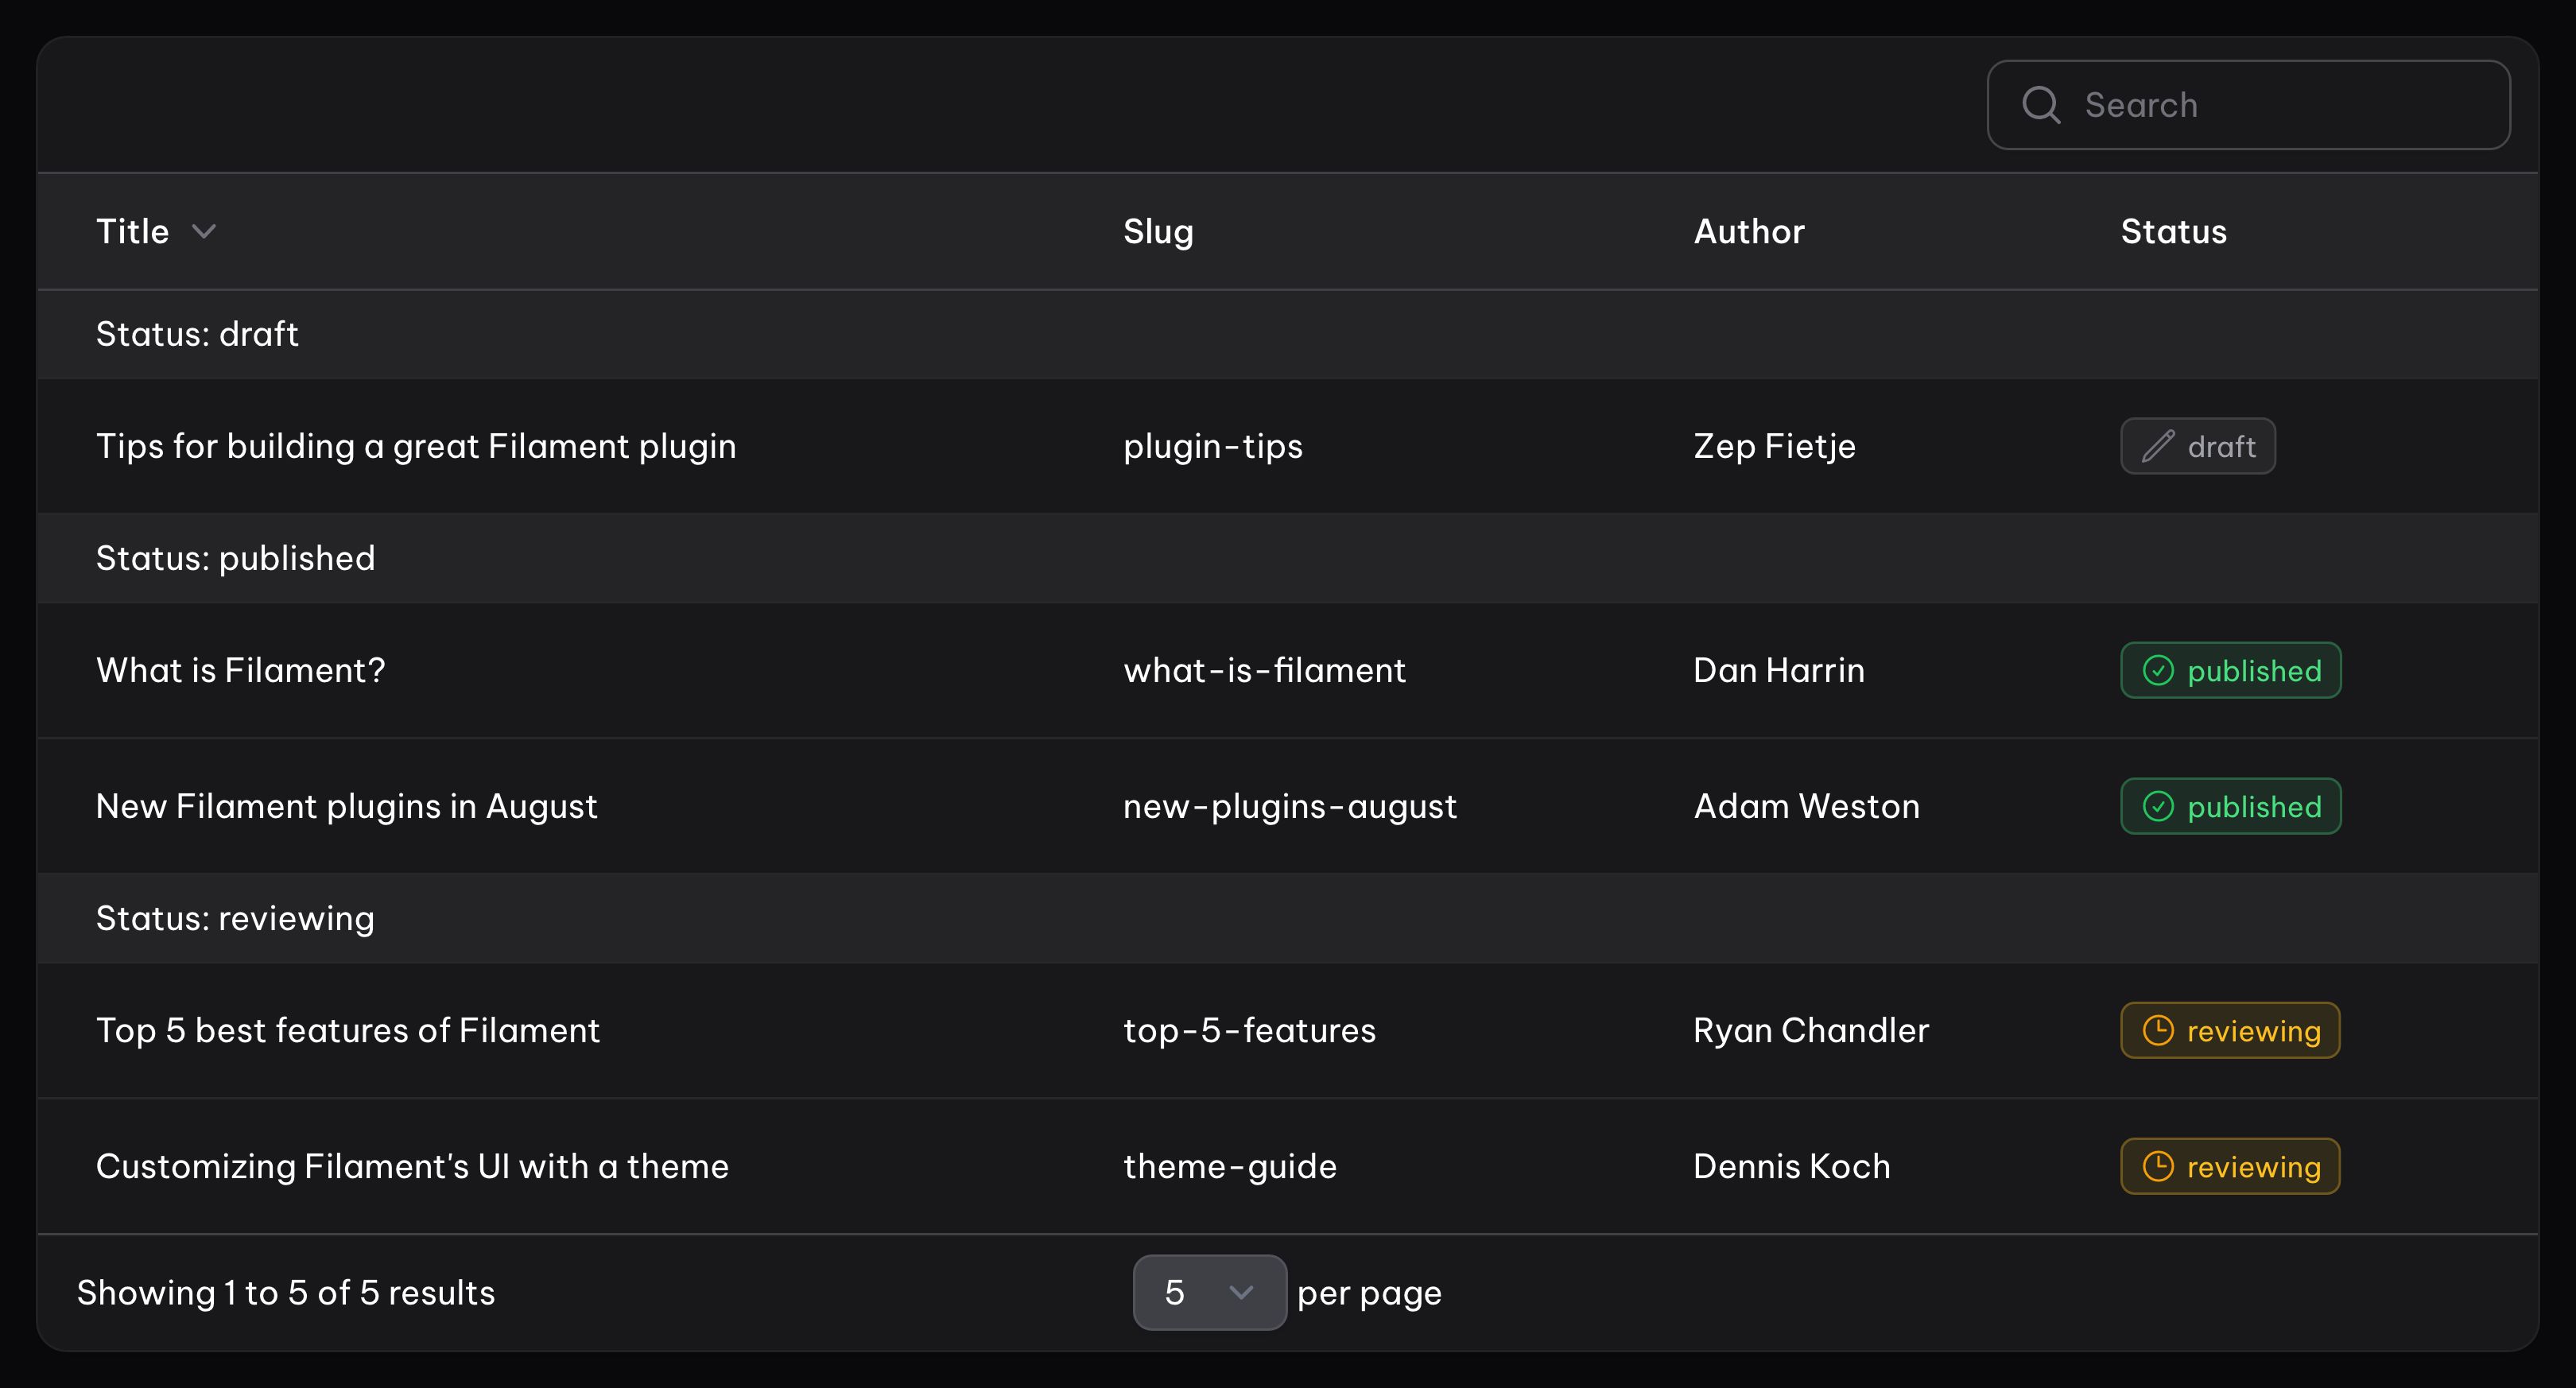 Search
Title Slug Author Status
Status: draft
Tips for building a great Filament plugin plugin-tips Zep Fietje draft
Status: published
What is Filament? what-is-filament Dan Harrin published
New Filament plugins in August new-plugins-august Adam Weston published
Status: reviewing
Top 5 best features of Filament top-5-features Ryan Chandler reviewing
Customizing Filament's UI with a theme theme-guide Dennis Koch reviewing
Showing 1 to 5 of 5 results 5 per page